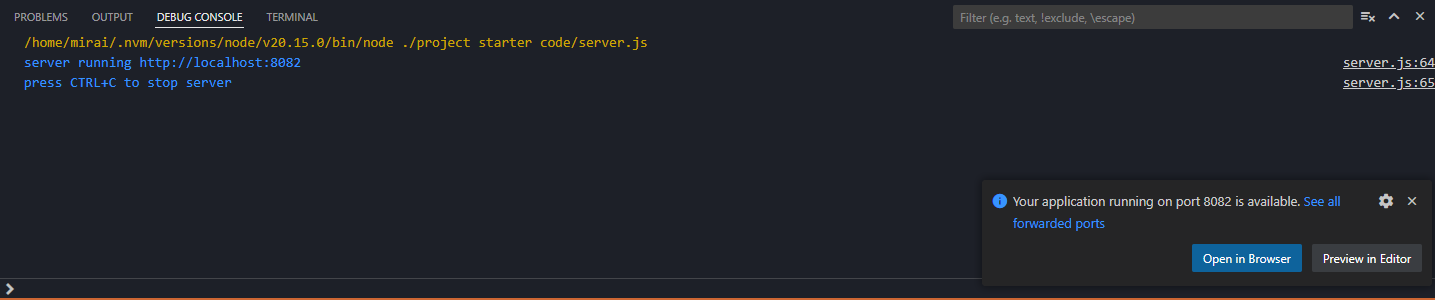 PROBLEMS OUTPUT DEBUG CONSOLE TERMINAL Filter (e.g. text, !exclude, \escape)
/home/mirai/.nvm/versions/node/v20.15.0/bin/node ./project starter code/server.js
server running http://localhost:8082 server.js:64
press CTRL+C to stop server server.js:65
Your application running on port 8082 is available. See all
forwarded ports
Open in Browser Preview in Editor